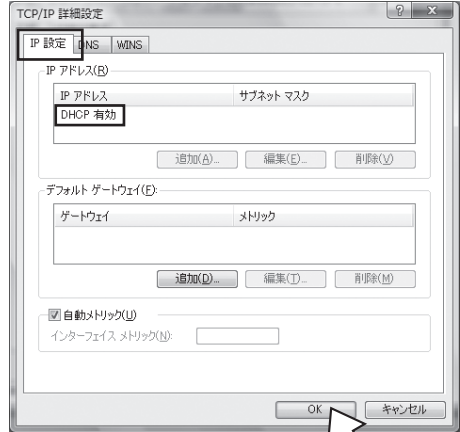 TCP/IP 詳細設定
IP 設定 DNS WINS
IP アドレス(R)
IP アドレス サブネット マスク
DHCP 有効
追加(A)... 編集(E)... 削除(V)
デフォルト ゲートウェイ(F):
ゲートウェイ メトリック
追加(D)... 編集(T)... 削除(M)
自動メトリック(U)
インターフェイス メトリック(N):
OK キャンセル